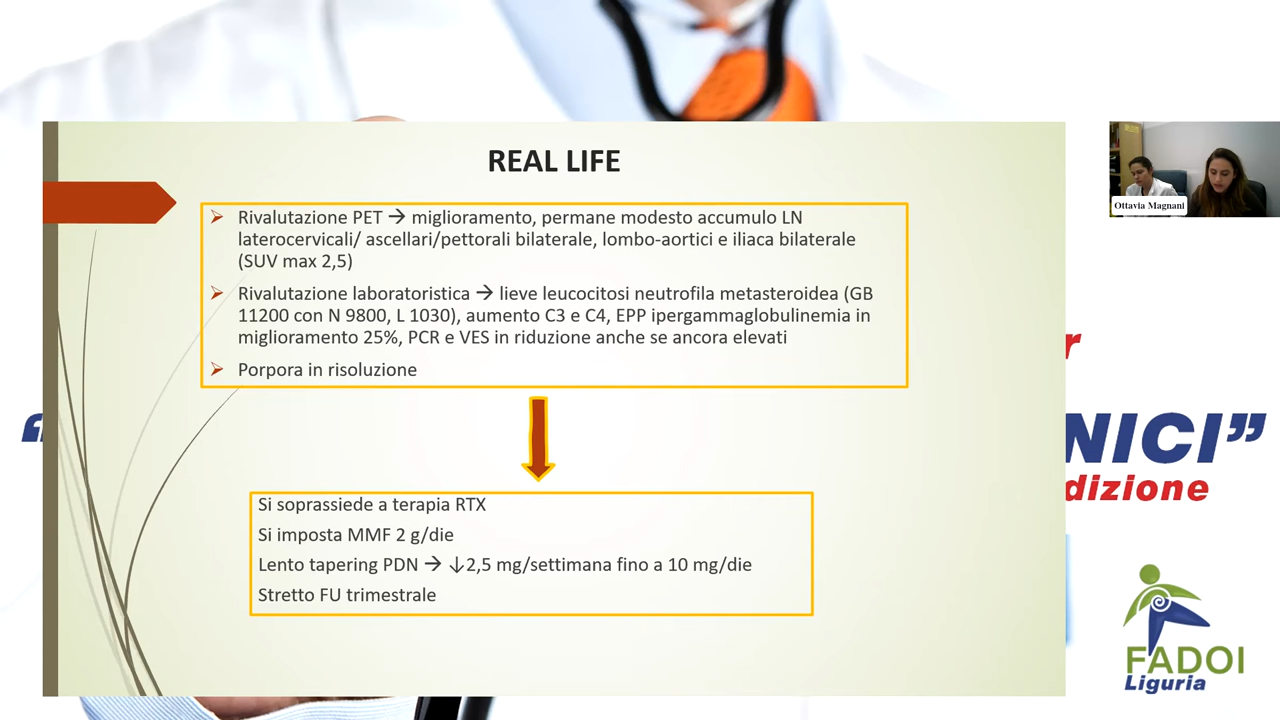 REAL LIFE
Rivalutazione PET → miglioramento, permane modesto accumulo LN
laterocervicali/ ascellari/pettorali bilaterale, lombo-aortici e iliaca bilaterale
(SUV max 2,5)
Rivalutazione laboratoristica → lieve leucocitosi neutrofila metasteroidea (GB
11200 con N 9800, L 1030), aumento C3 e C4, EPP ipergammaglobulinemia in
miglioramento 25%, PCR e VES in riduzione anche se ancora elevati
Porpora in risoluzione
Si soprassiede a terapia RTX
Si imposta MMF 2 g/die
Lento tapering PDN → ↓2,5 mg/settimana fino a 10 mg/die
Stretto FU trimestrale
Ottavia Magnani
r
“
NICI”
dizione
FADOI
Liguria